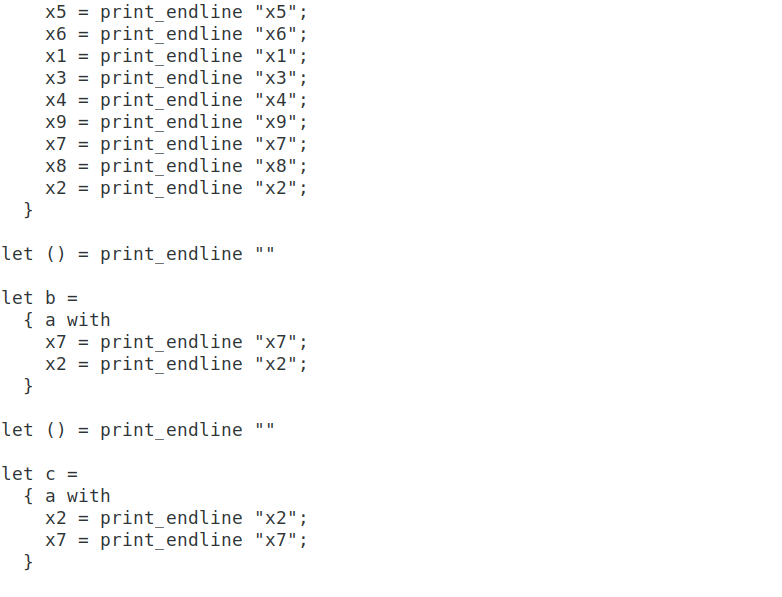 x5 = print_endline "x5";
    x6 = print_endline "x6";
    x1 = print_endline "x1";
    x3 = print_endline "x3";
    x4 = print_endline "x4";
    x9 = print_endline "x9";
    x7 = print_endline "x7";
    x8 = print_endline "x8";
    x2 = print_endline "x2";
  }

let () = print_endline ""

let b =
  { a with
    x7 = print_endline "x7";
    x2 = print_endline "x2";
  }

let () = print_endline ""

let c =
  { a with
    x2 = print_endline "x2";
    x7 = print_endline "x7";
  }